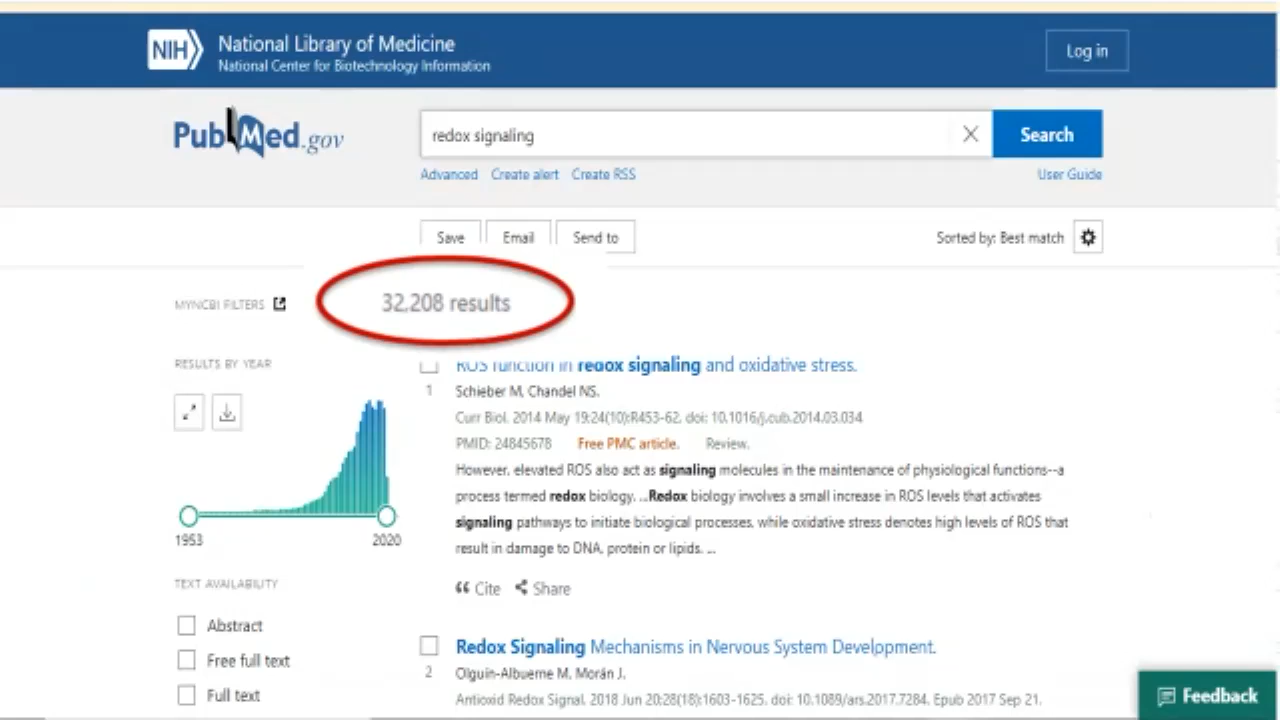 NIH National Library of Medicine
National Center for Biotechnology Information
Log in
PubMed.gov
redox signaling
Search
Advanced Create alert Create RSS
User Guide
Save Email Send to
Sorted by: Best match
MYNCBI FILTERS
32,208 results
RESULTS BY YEAR
1953 2020
TEXT AVAILABILITY
Abstract
Free full text
Full text
ROS function in redox signaling and oxidative stress.
1 Schieber M, Chandel NS.
Curr Biol. 2014 May 19;24(10):R453-62. doi: 10.1016/j.cub.2014.03.034
PMID: 24845678 Free PMC article. Review.
However, elevated ROS also act as signaling molecules in the maintenance of physiological functions--a
process termed redox biology. ...Redox biology involves a small increase in ROS levels that activates
signaling pathways to initiate biological processes, while oxidative stress denotes high levels of ROS that
result in damage to DNA, protein or lipids. ...
Cite Share
Redox Signaling Mechanisms in Nervous System Development.
2 Olguín-Albuerne M, Morán J.
Antioxid Redox Signal. 2018 Jun 20;28(18):1603-1625. doi: 10.1089/ars.2017.7284. Epub 2017 Sep 21.
Feedback